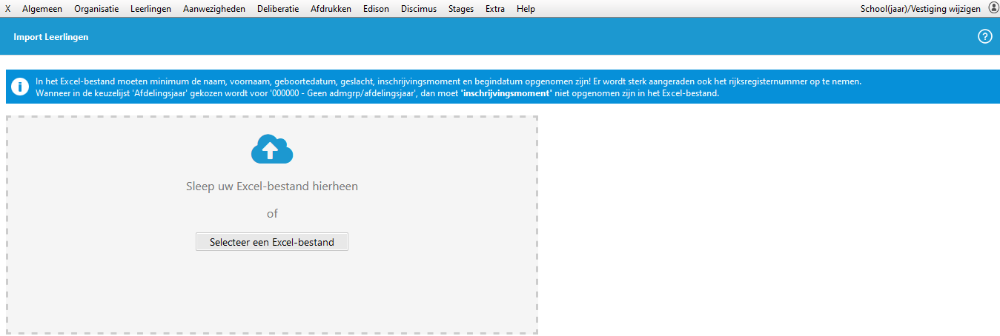 X Algemeen Organisatie Leerlingen Aanwezigheden Deliberatie Afdrukken Edison Discimus Stages Extra Help School(jaar)/Vestiging wijzigen
Import Leerlingen ?
i In het Excel-bestand moeten minimum de naam, voornaam, geboortedatum, geslacht, inschrijvingsmoment en begindatum opgenomen zijn! Er wordt sterk aangeraden ook het rijksregisternummer op te nemen.
Wanneer in de keuzelijst 'Afdelingsjaar' gekozen wordt voor '000000 - Geen admgrp/afdelingsjaar', dan moet 'inschrijvingsmoment' niet opgenomen zijn in het Excel-bestand.
Sleep uw Excel-bestand hierheen
of
Selecteer een Excel-bestand